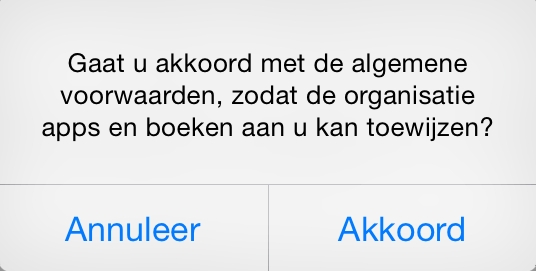 Gaat u akkoord met de algemene
voorwaarden, zodat de organisatie
apps en boeken aan u kan toewijzen?
Annuleer
Akkoord